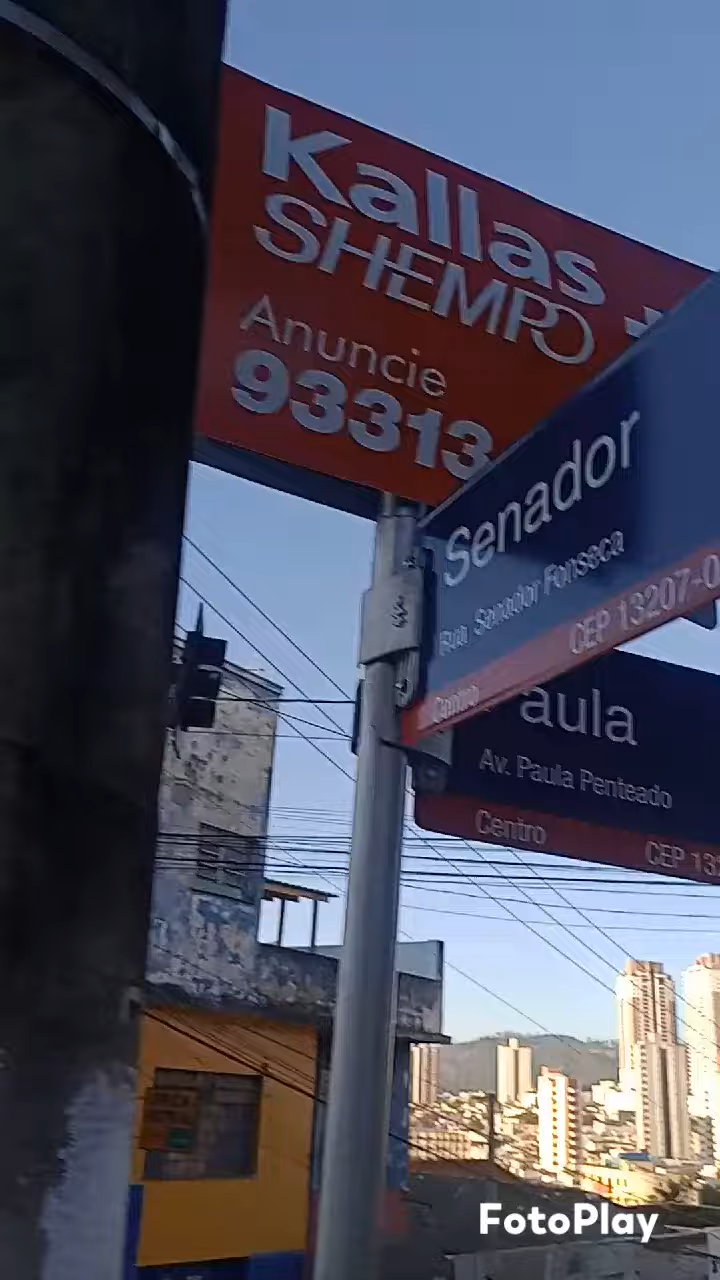 Kallas
SHEMPO
Anuncie
93313
Senador
Rua Senador Fonseca
Centro
CEP 13207-0
aula
Av. Paula Penteado
Centro
CEP 13
FotoPlay